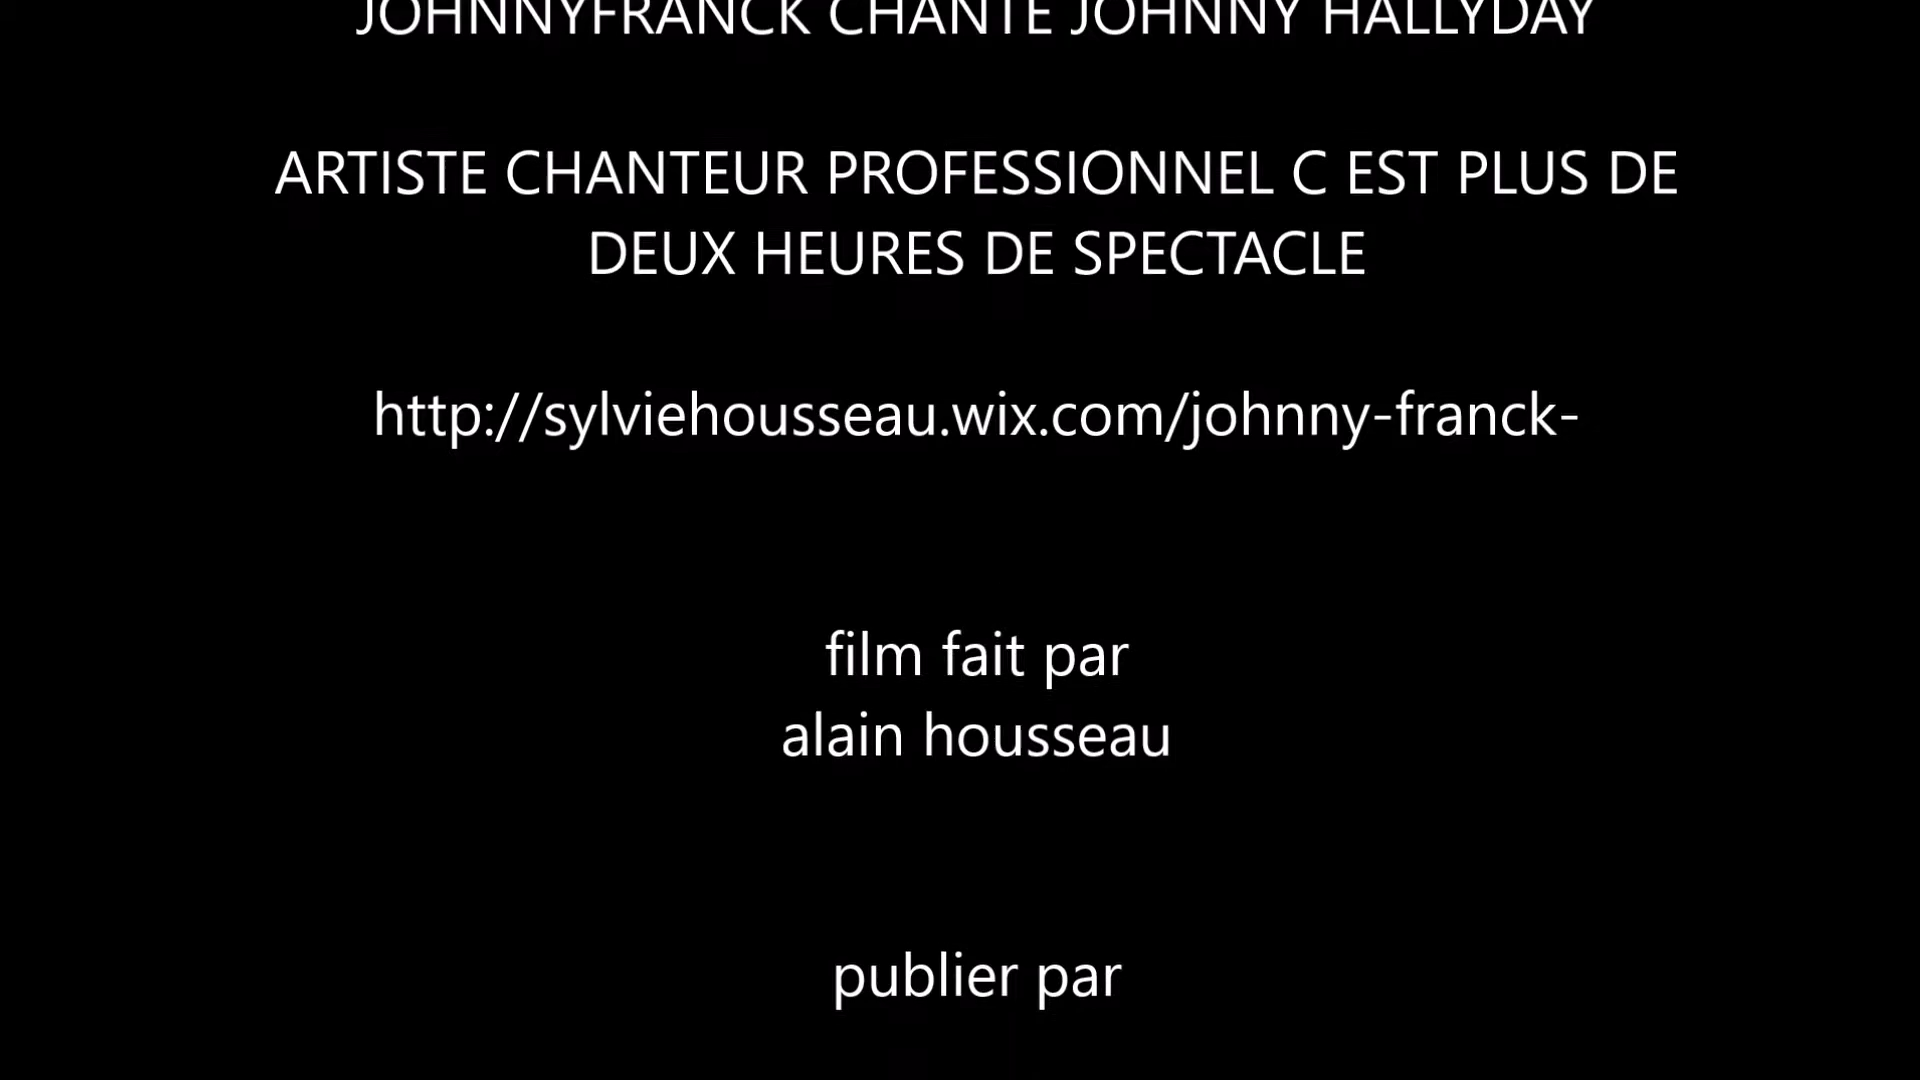 JOHNNYFRANCK CHANTE JOHNNY HALLYDAY
ARTISTE CHANTEUR PROFESSIONNEL C EST PLUS DE
DEUX HEURES DE SPECTACLE
http://sylviehousseau.wix.com/johnny-franck-
film fait par
alain housseau
publier par